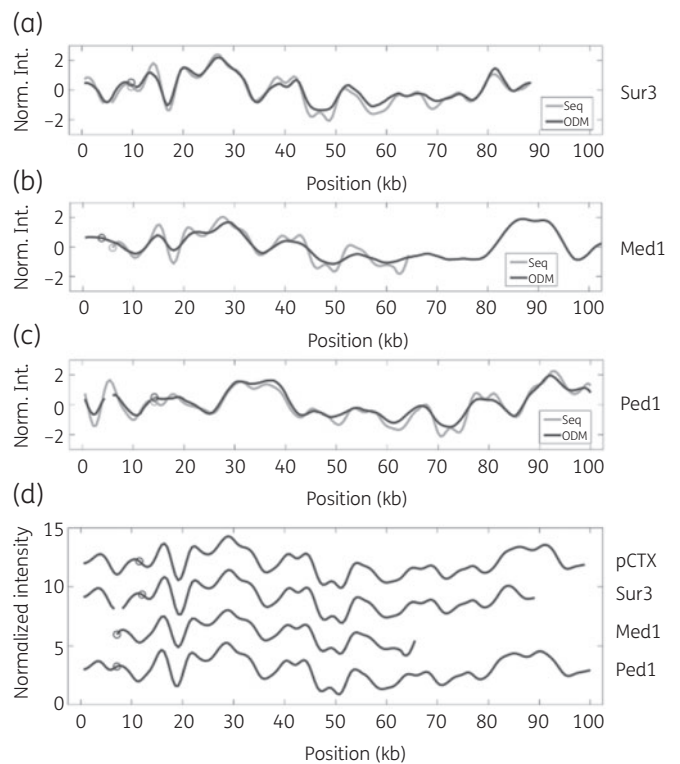 (a)
Norm. Int.
2
0
−2
Seq
ODM
Sur3
0 10 20 30 40 50 60 70 80 90 100
Position (kb)
(b)
Norm. Int.
2
0
−2
Seq
ODM
Med1
0 10 20 30 40 50 60 70 80 90 100
Position (kb)
(c)
Norm. Int.
2
0
−2
Seq
ODM
Ped1
0 10 20 30 40 50 60 70 80 90 100
Position (kb)
(d)
Normalized intensity
15
10
5
0
pCTX
Sur3
Med1
Ped1
0 10 20 30 40 50 60 70 80 90 100
Position (kb)